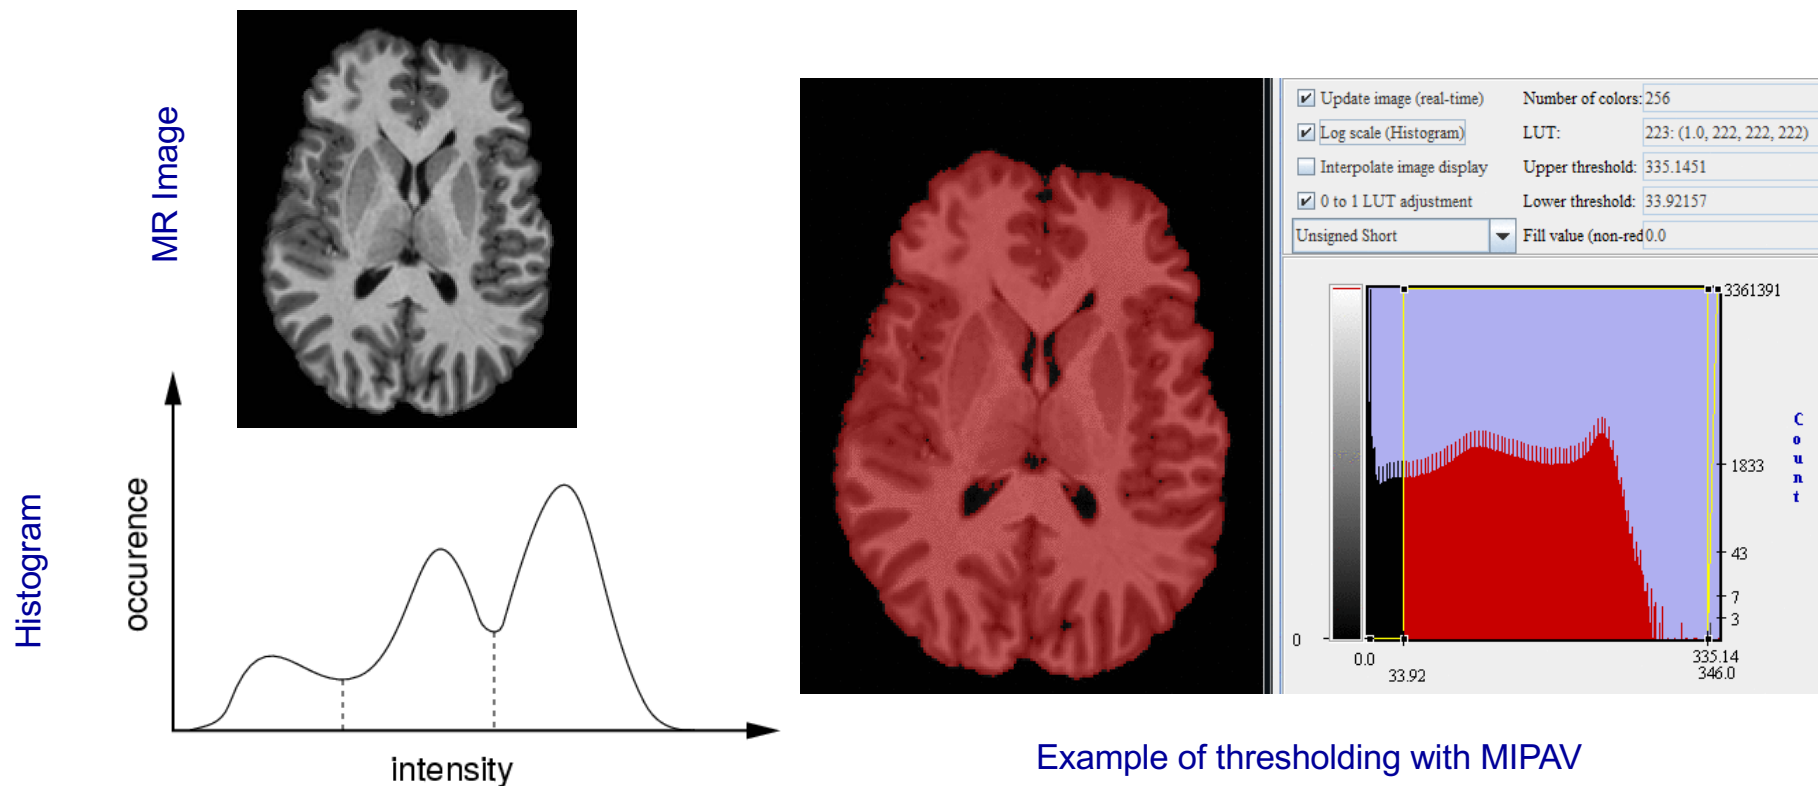 MR Image
Histogram
occurence
intensity
Update image (real-time)
Number of colors: 256
Log scale (Histogram)
LUT: 223: (1.0, 222, 222, 222)
Interpolate image display
Upper threshold: 335.1451
0 to 1 LUT adjustment
Lower threshold: 33.92157
Unsigned Short
Fill value (non-red 0.0
3361391
1833
43
7
3
Count
0
0.0
33.92
335.14
346.0
Example of thresholding with MIPAV